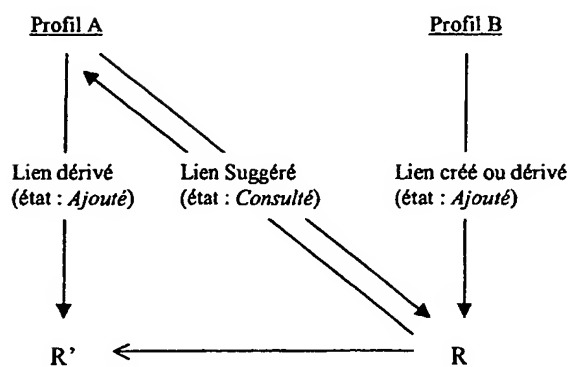 Profil A
Profil B
Lien dérivé
(état : Ajouté)
Lien Suggéré
(état : Consulté)
Lien créé ou dérivé
(état : Ajouté)
R’
R